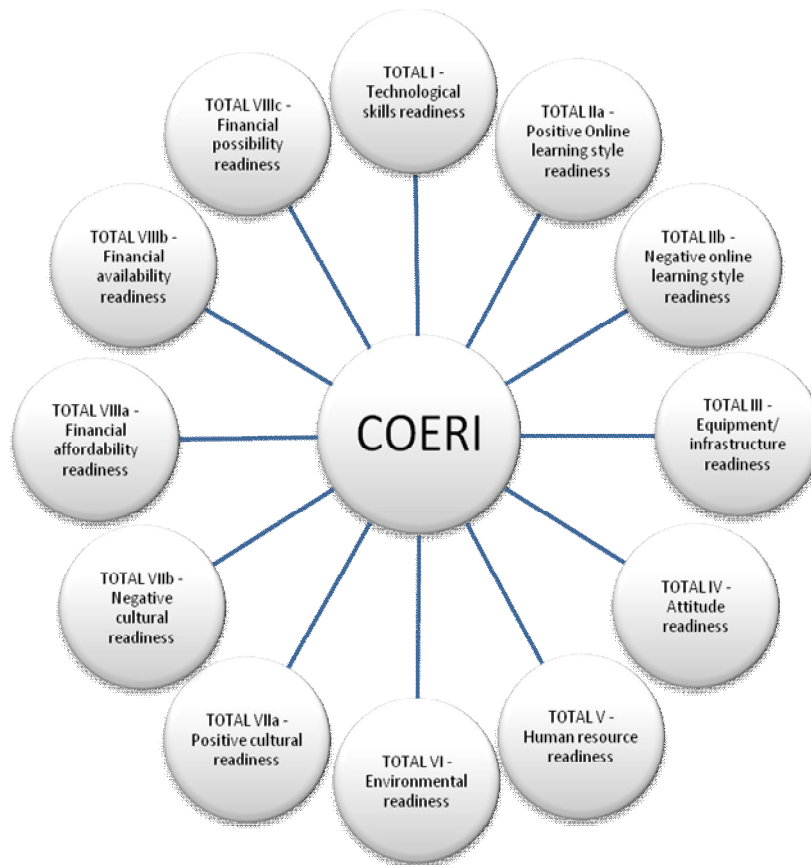 TOTAL I -
Technological
skills readiness
TOTAL IIa -
Positive Online
learning style
readiness
TOTAL IIb -
Negative online
learning style
readiness
TOTAL III -
Equipment/
infrastructure
readiness
TOTAL IV -
Attitude
readiness
TOTAL V -
Human resource
readiness
TOTAL VI -
Environmental
readiness
TOTAL VIIa -
Positive cultural
readiness
TOTAL VIIb -
Negative
cultural
readiness
TOTAL VIIIa -
Financial
affordability
readiness
TOTAL VIIIb -
Financial
availability
readiness
TOTAL VIIIc -
Financial
possibility
readiness
COERI